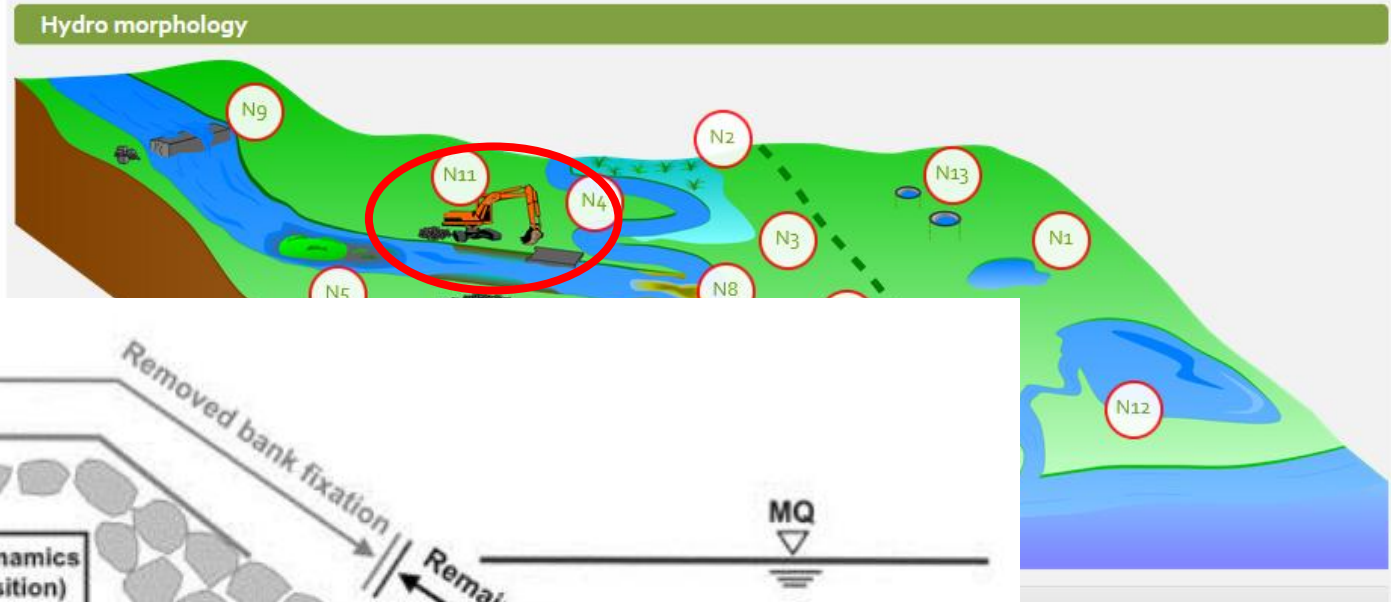 Hydro morphology
N9
N2
N11
N13
N4
N3
N1
N5
N8
N12
Removed bank fixation
MQ